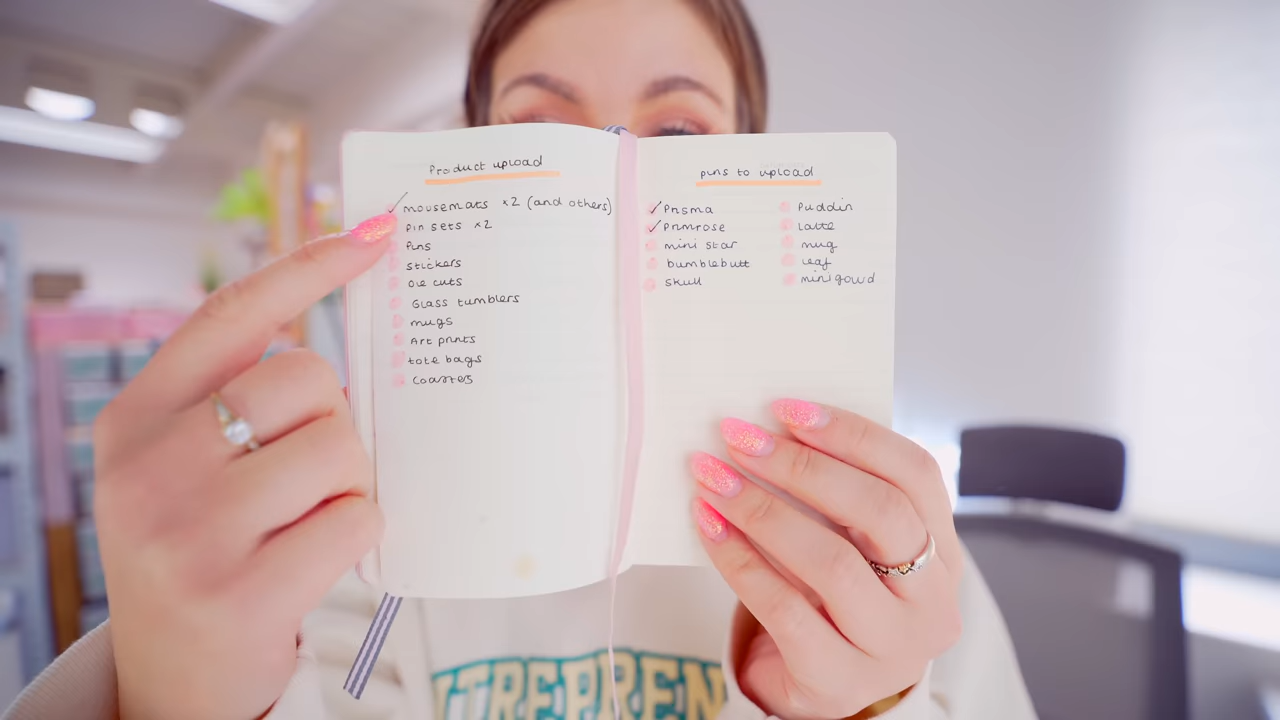 Product upload
mousemats x2 (and others)
Pin sets x2
Pins
stickers
Die cuts
Glass tumblers
mugs
Art prints
tote bags
Coasters
pins to upload
Prisma
Primrose
mini star
bumblebutt
skull
Puddin
Latte
mug
leaf
mini gourd
NTREPREN